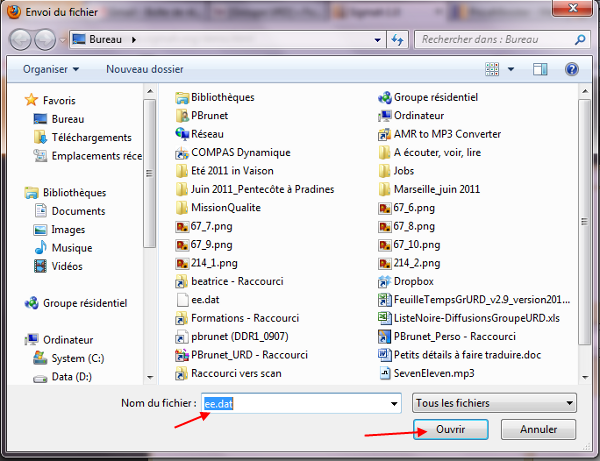 Envoi du fichier
Bureau
Rechercher dans : Bureau
Organiser
Nouveau dossier
Favoris
Bureau
Téléchargements
Emplacements réce
Bibliothèques
Documents
Images
Musique
Vidéos
Groupe résidentiel
Ordinateur
System (C:)
Data (D:)
Bibliothèques
Groupe résidentiel
PBrunet
Ordinateur
Réseau
AMR to MP3 Converter
COMPAS Dynamique
A écouter, voir, lire
Eté 2011 in Vaison
Jobs
Juin 2011_Pentecôte à Pradines
Marseille_juin 2011
MissionQualite
67_6.png
67_7.png
67_8.png
67_9.png
67_10.png
214_1.png
214_2.png
beatrice - Raccourci
Dropbox
ee.dat
FeuilleTempsGrURD_v2.9_version201...
Formations - Raccourci
ListeNoire-DiffusionsGroupeURD.xls
pbrunet (DDR1_0907)
PBrunet_Perso - Raccourci
PBrunet_URD - Raccourci
Petits détails à faire traduire.doc
Raccourci vers scan
SevenEleven.mp3
Nom du fichier :
ee.dat
Tous les fichiers
Ouvrir
Annuler